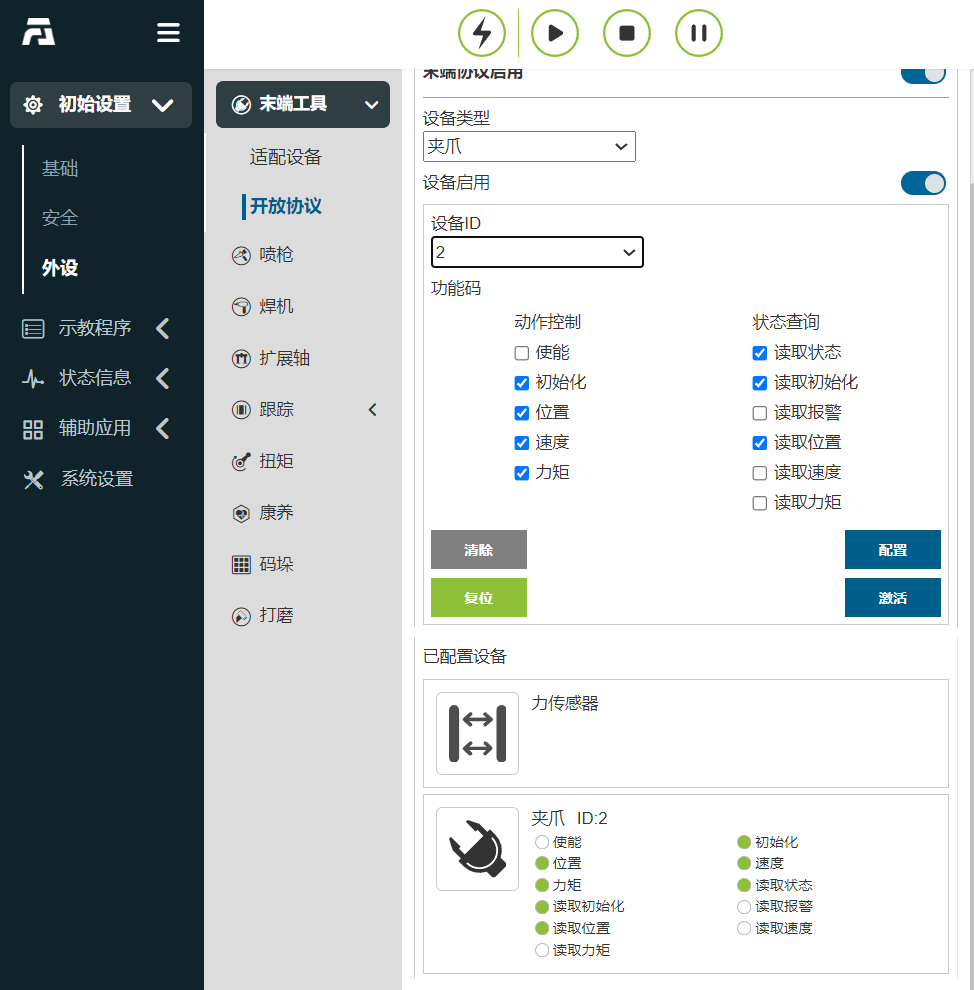 初始设置
基础
安全
外设
示教程序
状态信息
辅助应用
系统设置
末端工具
适配设备
开放协议
喷枪
焊机
扩展轴
跟踪
扭矩
康养
码垛
打磨
末端协议启用
设备类型
夹爪
设备启用
设备ID
2
功能码
动作控制
使能
初始化
位置
速度
力矩
状态查询
读取状态
读取初始化
读取报警
读取位置
读取速度
读取力矩
清除
配置
复位
激活
已配置设备
力传感器
夹爪 ID:2
使能 初始化
位置 速度
力矩 读取状态
读取初始化 读取报警
读取位置 读取速度
读取力矩